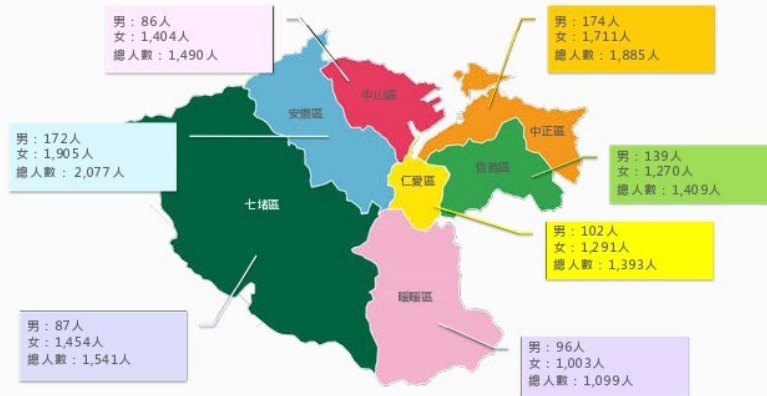 男：86人
女：1,404人
總人數：1,490人
男：174人
女：1,711人
總人數：1,885人
中山區
安樂區
中正區
男：172人
女：1,905人
總人數：2,077人
信義區
男：139人
女：1,270人
總人數：1,409人
仁愛區
七堵區
男：102人
女：1,291人
總人數：1,393人
暖暖區
男：87人
女：1,454人
總人數：1,541人
男：96人
女：1,003人
總人數：1,099人